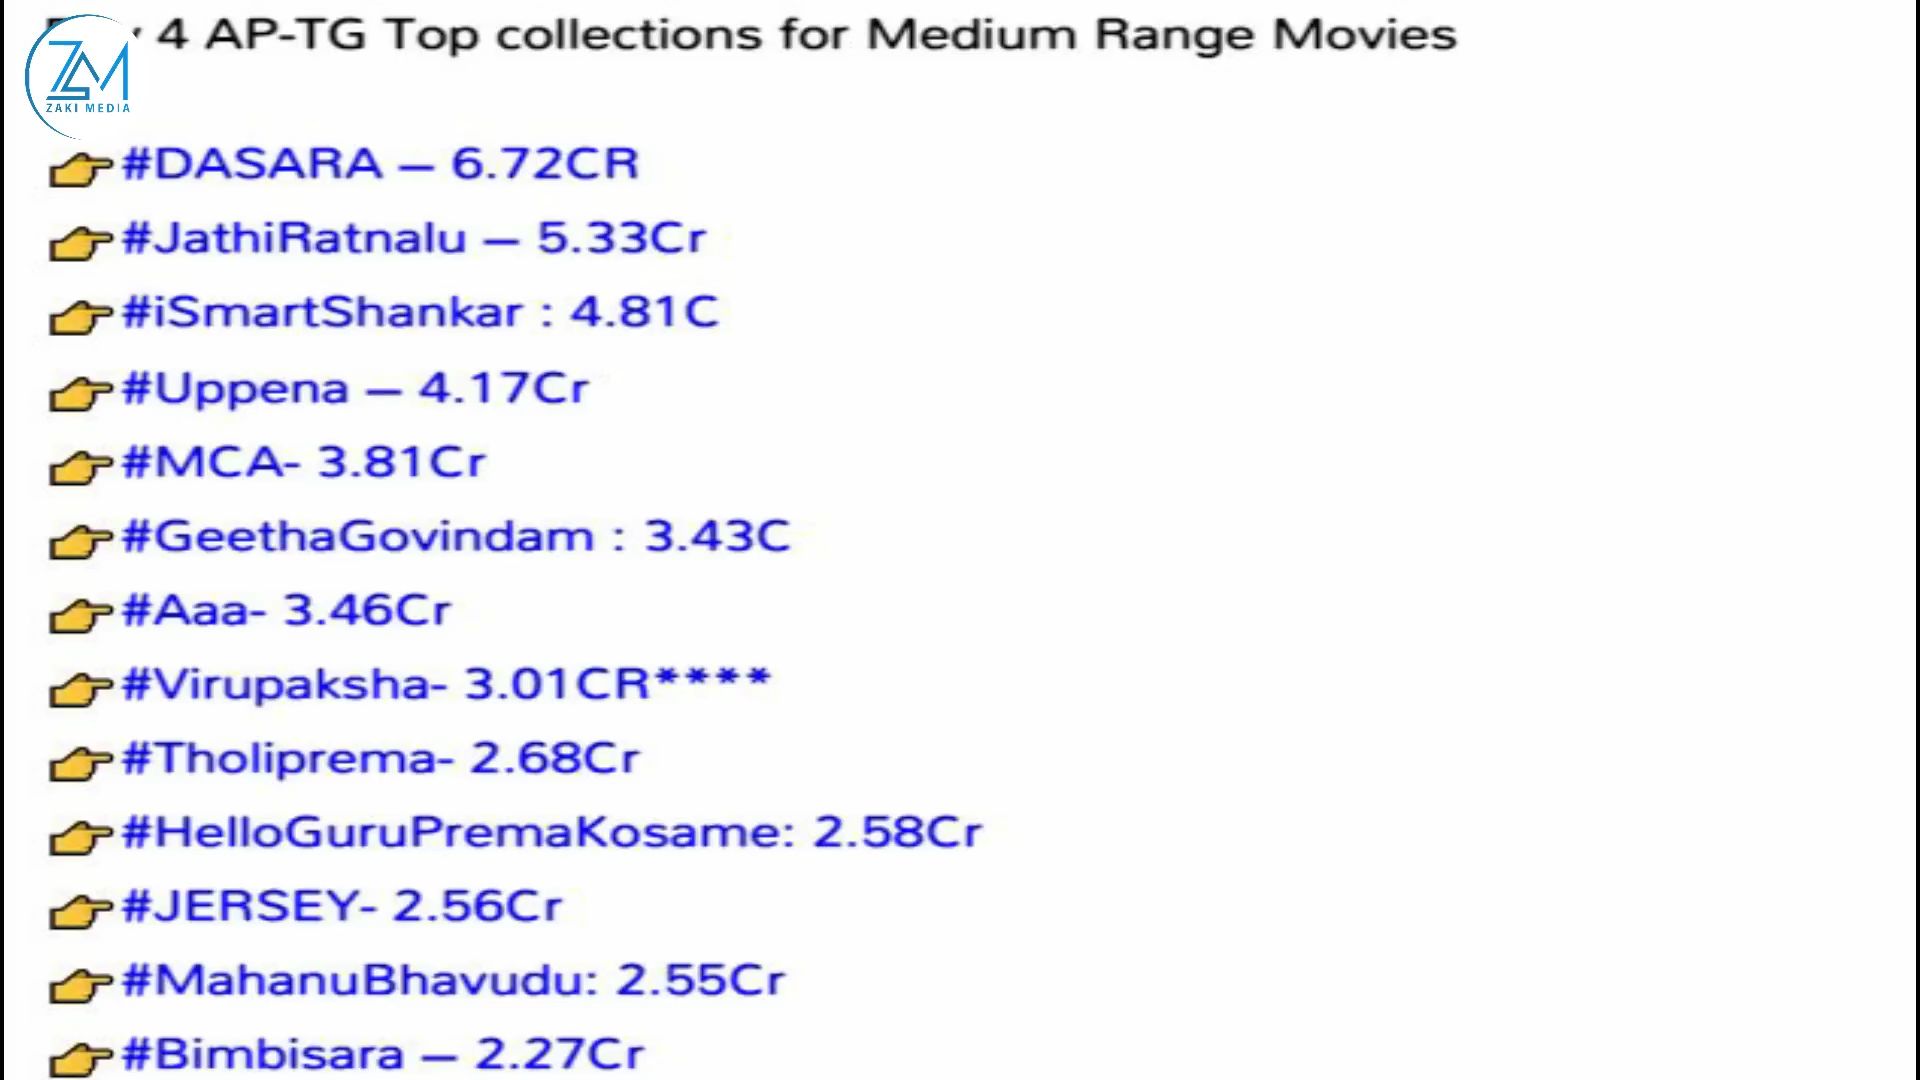 4 AP-TG Top collections for Medium Range Movies
ZM
ZAKI MEDIA
#DASARA – 6.72CR
#JathiRatnalu – 5.33Cr
#iSmartShankar : 4.81C
#Uppena – 4.17Cr
#MCA- 3.81Cr
#GeethaGovindam : 3.43C
#Aaa- 3.46Cr
#Virupaksha- 3.01CR****
#Tholiprema- 2.68Cr
#HelloGuruPremaKosame: 2.58Cr
#JERSEY- 2.56Cr
#MahanuBhavudu: 2.55Cr
#Bimbisara – 2.27Cr